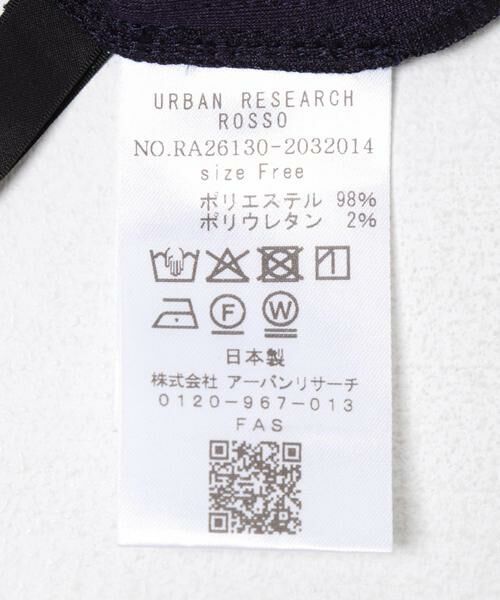 URBAN RESEARCH
ROSSO
NO.RA26130-2032014
size Free
ポリエステル 98%
ポリウレタン 2%
F W
日本製
株式会社 アーバンリサーチ
0120-967-013
FAS